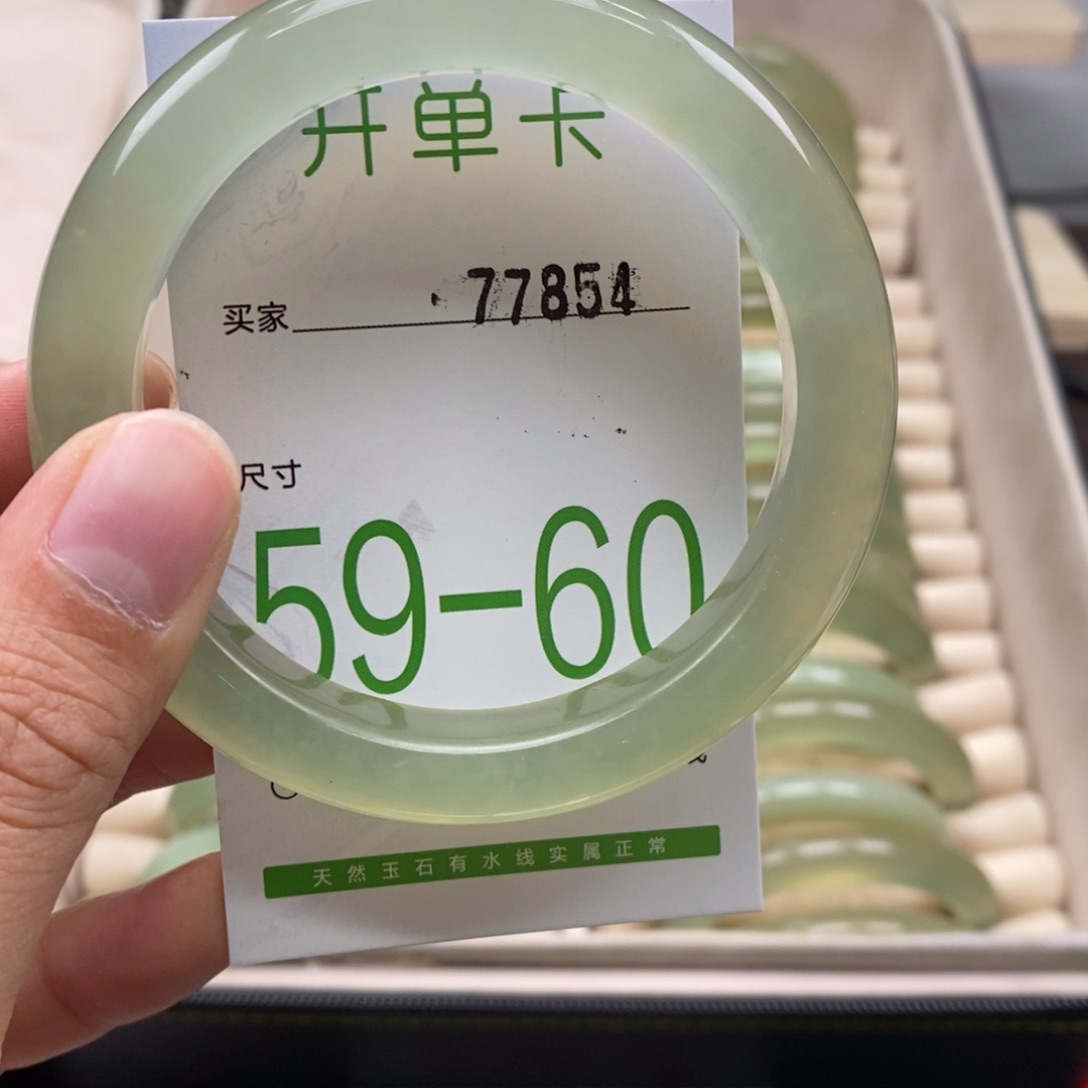 开单卡
买家 77854
尺寸
59-60
天然玉石有水线实属正常